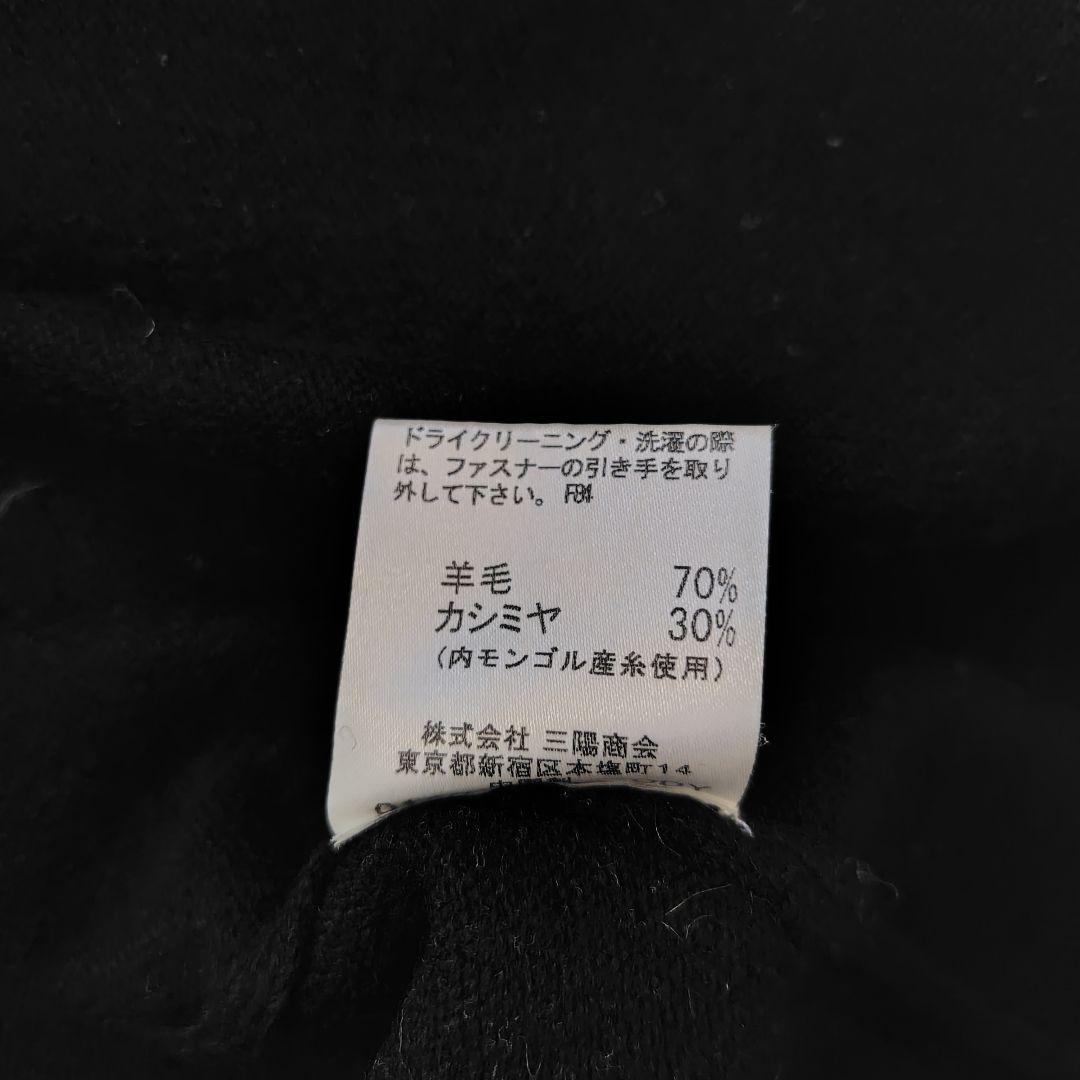 ドライクリーニング・洗濯の際
は、ファスナーの引き手を取り
外して下さい。 F84
羊毛 70%
カシミヤ 30%
(内モンゴル産糸使用)
株式会社 三陽商会
東京都新宿区本塩町14